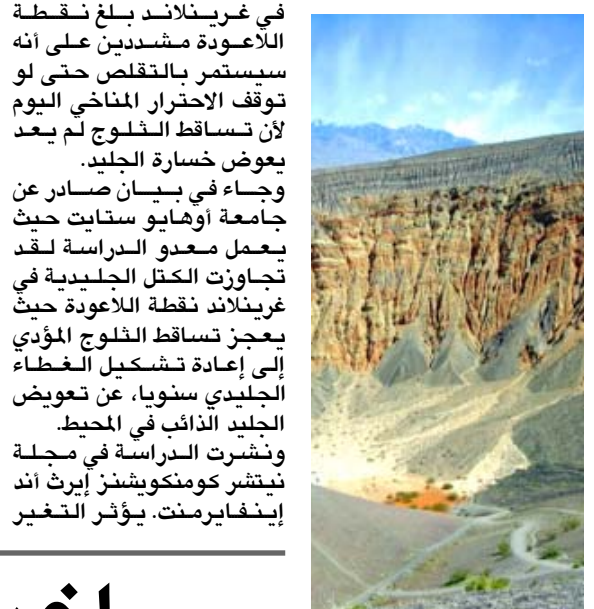 في غرينلاند بلغ نقطة
اللاعودة مشددين على أنه
سيستمر بالتقلص حتى لو
توقف الاحترار المناخي اليوم
لأن تساقط الثلوج لم يعد
يعوض خسارة الجليد.
وجاء في بيان صادر عن
جامعة أوهايو ستايت حيث
يعمل معدو الدراسة لقد
تجاوزت الكتل الجليدية في
غرينلاند نقطة اللاعودة حيث
يعجز تساقط الثلوج المؤدي
إلى إعادة تشكيل الغطاء
الجليدي سنويا، عن تعويض
الجليد الذائب في المحيط.
ونشرت الدراسة في مجلة
نيتشر كومنكويشنز إيرث أند
إينفايرمنت. يؤثر التغير